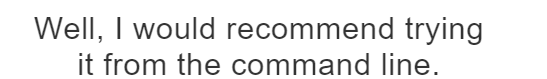 Well, I would recommend trying
it from the command line.